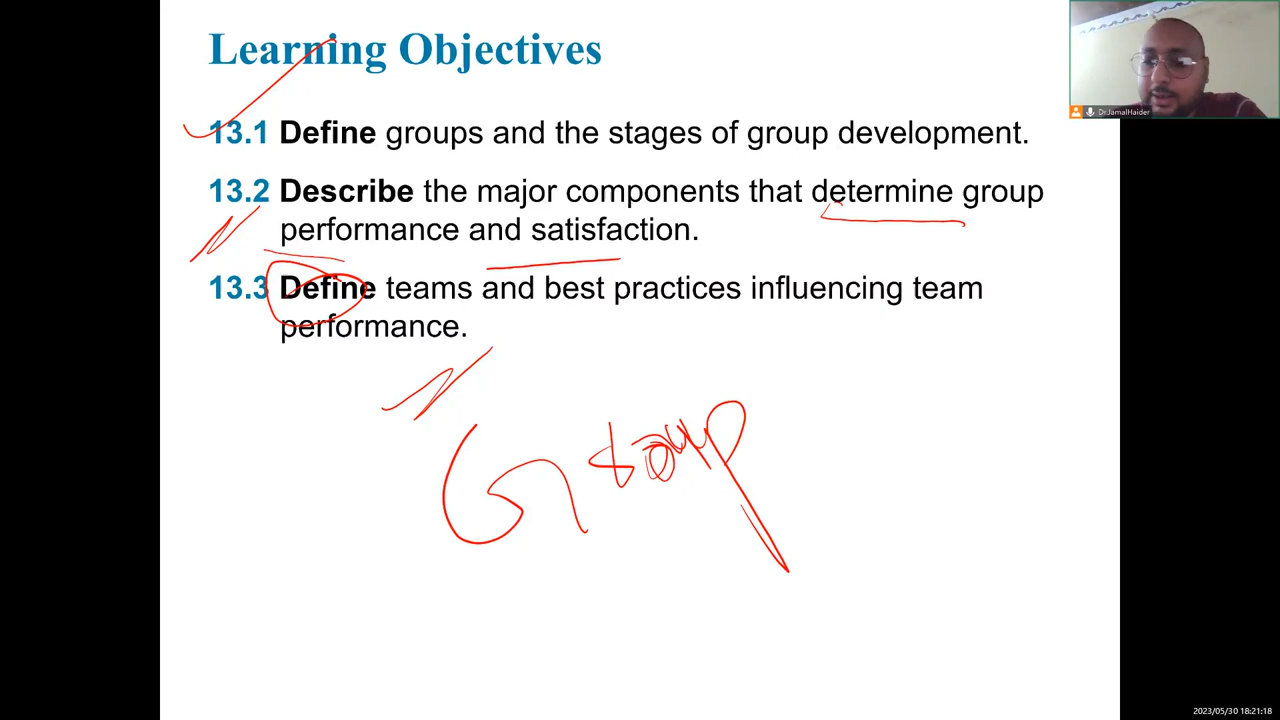 Learning Objectives
13.1 Define groups and the stages of group development.
13.2 Describe the major components that determine group
performance and satisfaction.
13.3 Define teams and best practices influencing team
performance.
Group
Dr.JamalHaider
2023/05/30 18:21:18